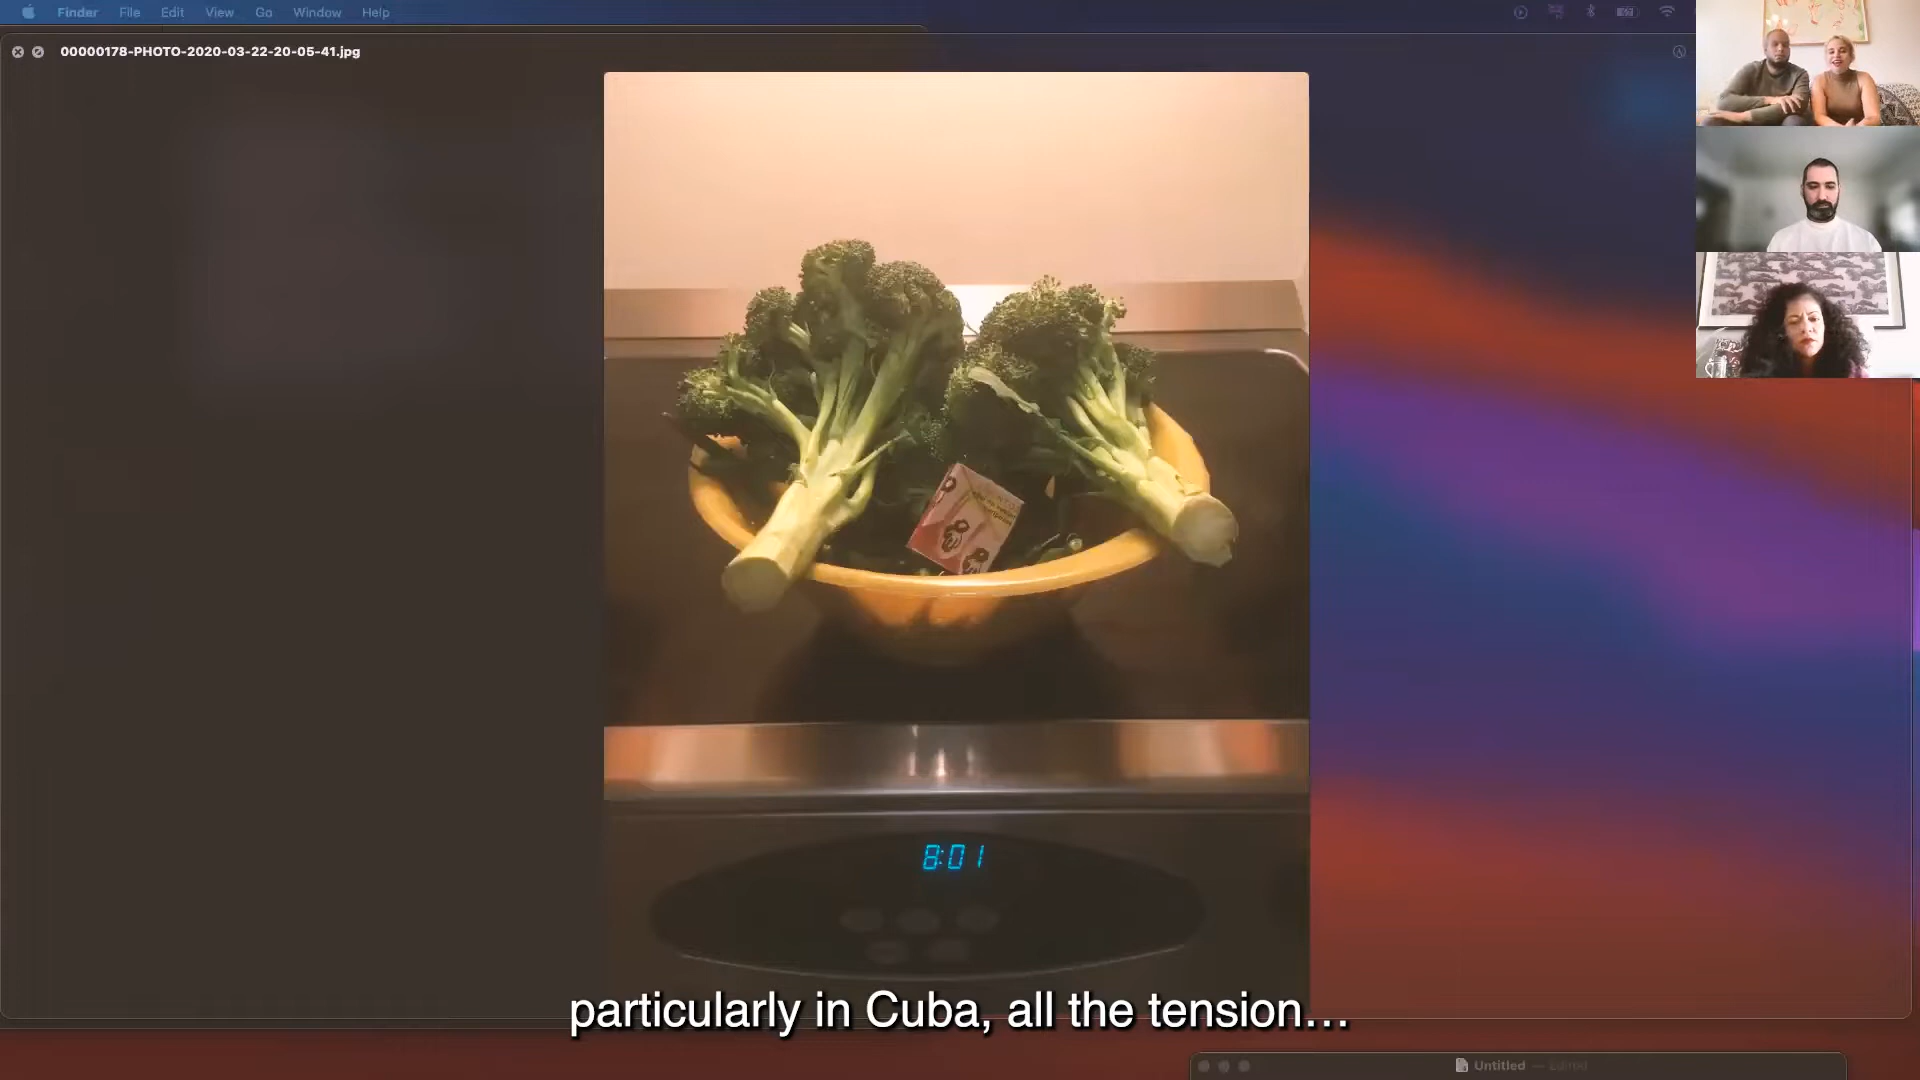 Finder File Edit View Go Window Help
00000178-PHOTO-2020-03-22-20-05-41.jpg
8:01
particularly in Cuba, all the tension...
Untitled — Edited